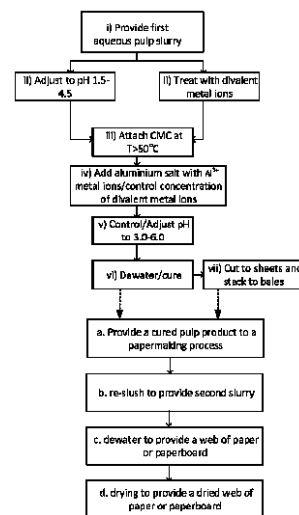 i) Provide first
aqueous pulp slurry
ii) Adjust to pH 1.5-
4.5
ii) Treat with divalent
metal ions
iii) Attach CMC at
T>50°C
iv) Add aluminium salt with Al³⁺
metal ions/control concentration
of divalent metal ions
v) Control/Adjust pH
to 3.0-6.0
vi) Dewater/cure
vii) Cut to sheets and
stack to bales
a. Provide a cured pulp product to a
papermaking process
b. re-slush to provide second slurry
c. dewater to provide a web of paper
or paperboard
d. drying to provide a dried web of
paper or paperboard